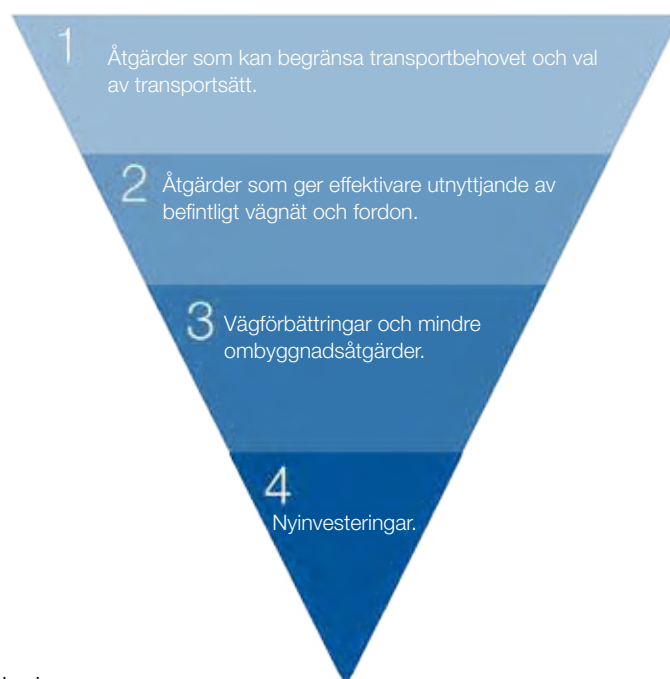 1
Åtgärder som kan begränsa transportbehovet och val
av transportsätt.
2
Åtgärder som ger effektivare utnyttjande av
befintligt vägnät och fordon.
3
Vägförbättringar och mindre
ombyggnadsåtgärder.
4
Nyinvesteringar.